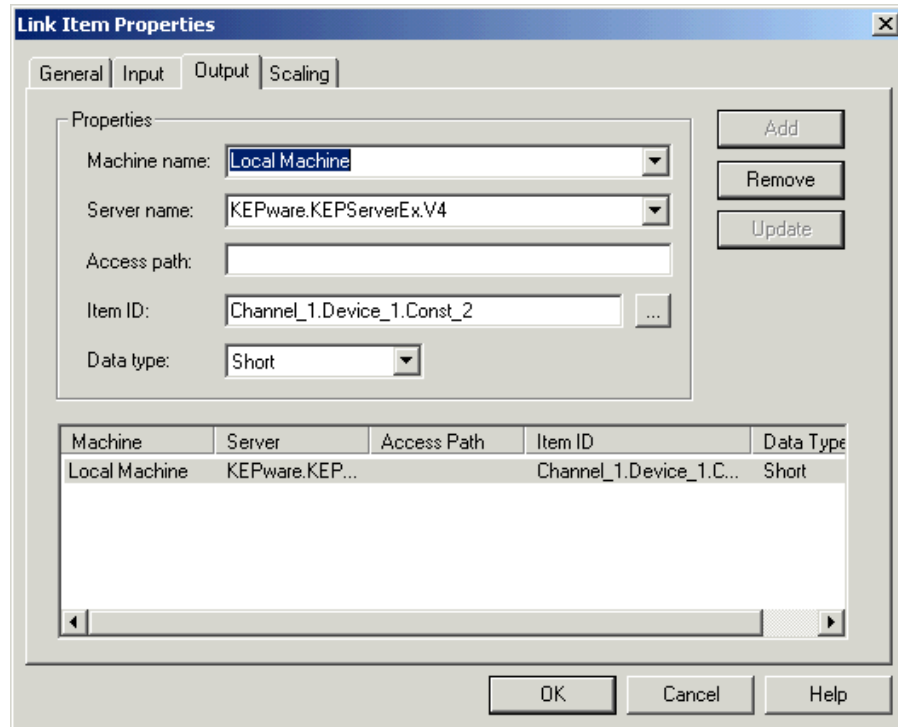 Link Item Properties
General Input Output Scaling
Properties
Machine name: Local Machine
Server name: KEPware.KEPServerEx.V4
Access path:
Item ID: Channel_1.Device_1.Const_2 ...
Data type: Short
Add
Remove
Update
Machine Server Access Path Item ID Data Type
Local Machine KEPware.KEP... Channel_1.Device_1.C... Short
OK Cancel Help